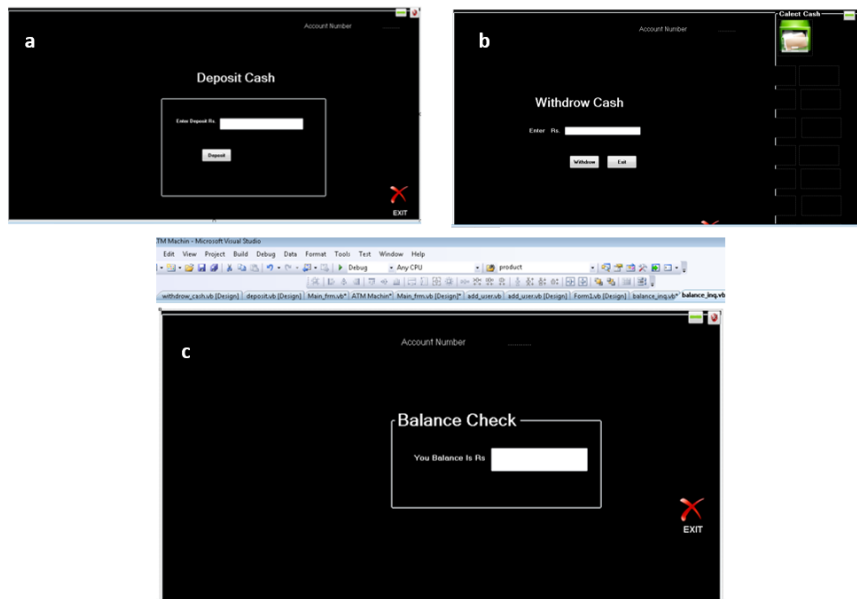 a
Account Number
Deposit Cash
Enter Deposit Rs.
Deposit
EXIT
b
Account Number
Calect Cash
Withdrow Cash
Enter Rs.
Withdrow Exit
ATM Machin - Microsoft Visual Studio
Edit View Project Build Debug Data Format Tools Test Window Help
Debug Any CPU product
withdrow_cash.vb [Design] deposit.vb [Design] Main_frm.vb* ATM Machin* Main_frm.vb [Design]* add_user.vb add_user.vb [Design] Form1.vb [Design] balance_inq.vb* balance_inq.vb
c
Account Number
Balance Check
You Balance Is Rs
EXIT